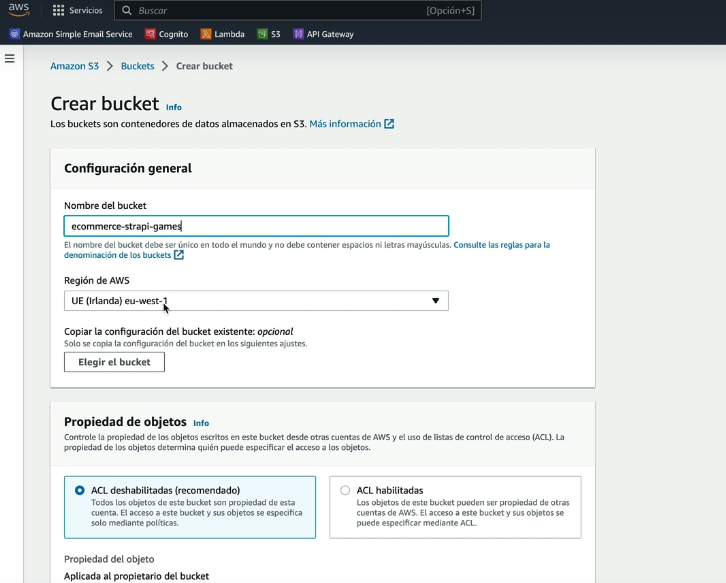 aws
Servicios
Buscar
[Opción+S]
Amazon Simple Email Service
Cognito
Lambda
S3
API Gateway
Amazon S3 > Buckets > Crear bucket
Crear bucket Info
Los buckets son contenedores de datos almacenados en S3. Más información
Configuración general
Nombre del bucket
ecommerce-strapi-games
El nombre del bucket debe ser único en todo el mundo y no debe contener espacios ni letras mayúsculas. Consulte las reglas para la
denominación de los buckets
Región de AWS
UE (Irlanda) eu-west-1
Copiar la configuración del bucket existente: opcional
Solo se copia la configuración del bucket en los siguientes ajustes.
Elegir el bucket
Propiedad de objetos Info
Controle la propiedad de los objetos escritos en este bucket desde otras cuentas de AWS y el uso de listas de control de acceso (ACL). La
propiedad de los objetos determina quién puede especificar el acceso a los objetos.
ACL deshabilitadas (recomendado)
Todos los objetos de este bucket son propiedad de esta
cuenta. El acceso a este bucket y sus objetos se especifica
solo mediante políticas.
ACL habilitadas
Los objetos de este bucket pueden ser propiedad de otras
cuentas de AWS. El acceso a este bucket y sus objetos se
puede especificar mediante ACL.
Propiedad del objeto
Aplicada al propietario del bucket